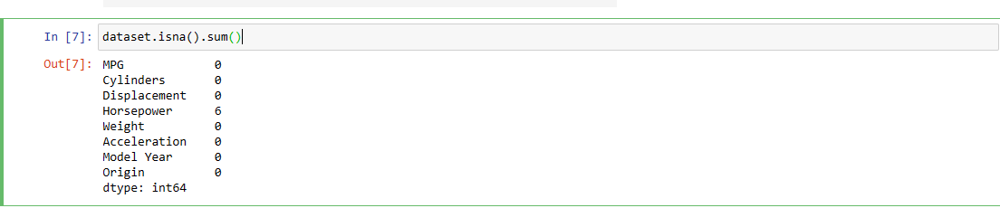 In [7]: dataset.isna().sum()
Out[7]: MPG 0
Cylinders 0
Displacement 0
Horsepower 6
Weight 0
Acceleration 0
Model Year 0
Origin 0
dtype: int64